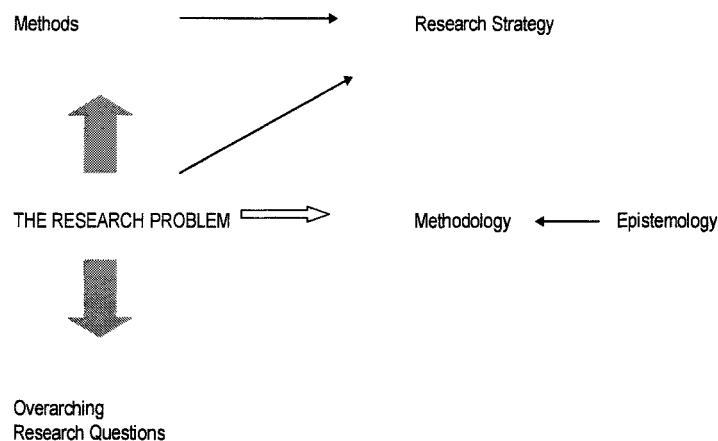 Methods
Research Strategy
THE RESEARCH PROBLEM
Methodology
Epistemology
Overarching
Research Questions